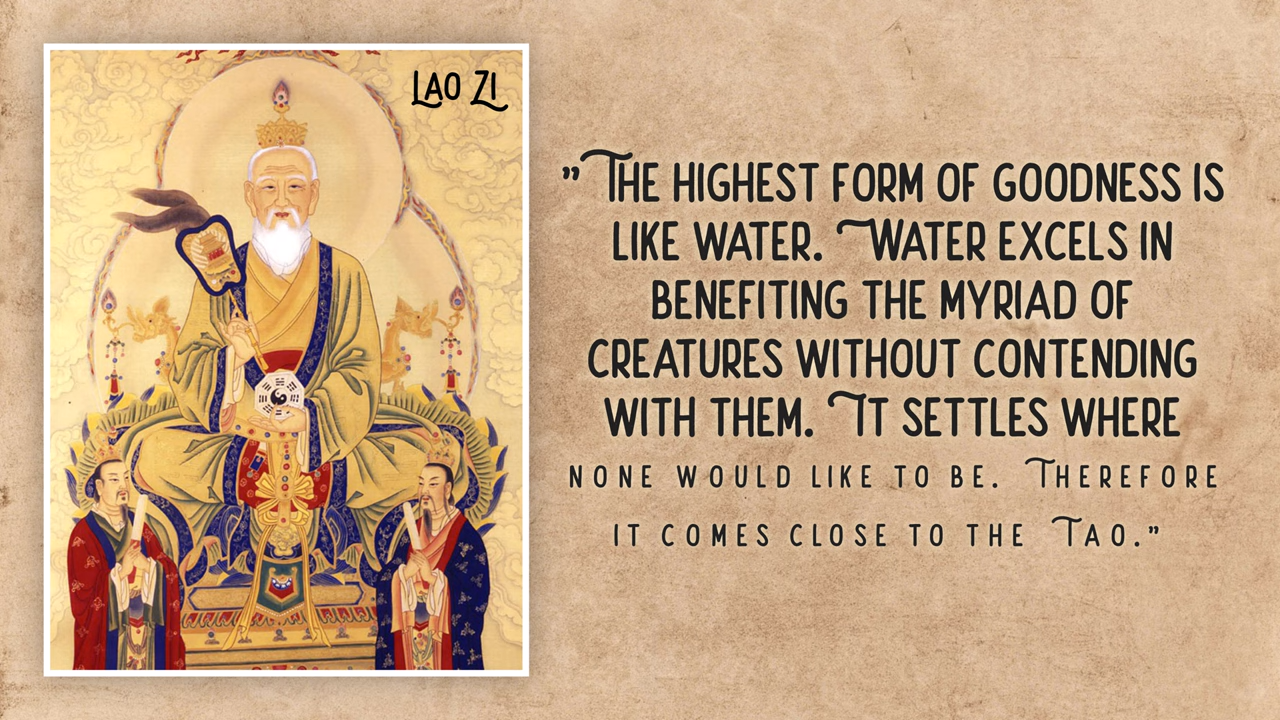 LAO ZI
” THE HIGHEST FORM OF GOODNESS IS
LIKE WATER. WATER EXCELS IN
BENEFITING THE MYRIAD OF
CREATURES WITHOUT CONTENDING
WITH THEM. IT SETTLES WHERE
NONE WOULD LIKE TO BE. THEREFORE
IT COMES CLOSE TO THE TAO.”